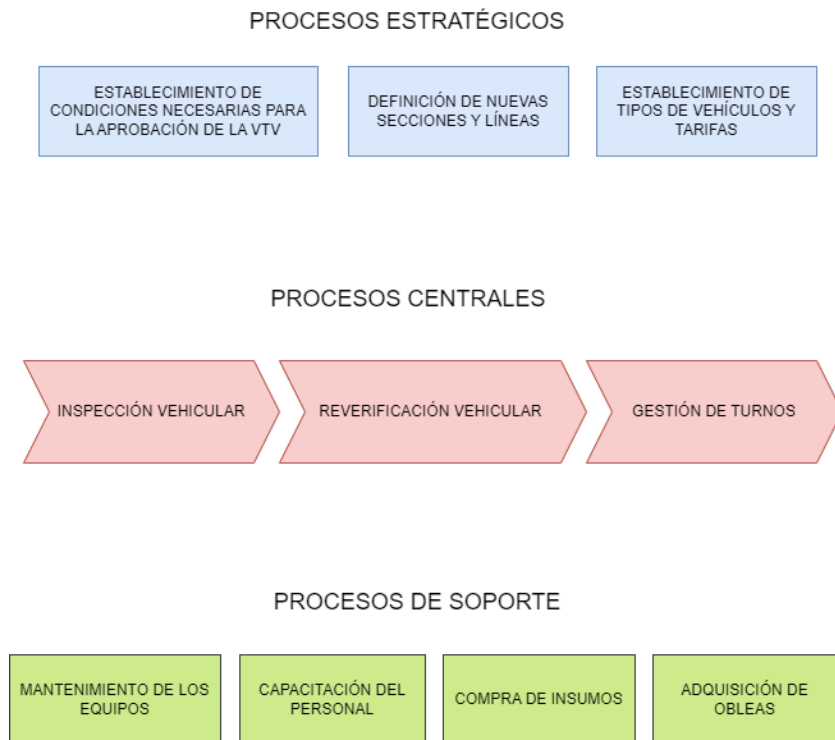 PROCESOS ESTRATÉGICOS
ESTABLECIMIENTO DE
CONDICIONES NECESARIAS PARA
LA APROBACIÓN DE LA VTV
DEFINICIÓN DE NUEVAS
SECCIONES Y LÍNEAS
ESTABLECIMIENTO DE
TIPOS DE VEHÍCULOS Y
TARIFAS
PROCESOS CENTRALES
INSPECCIÓN VEHICULAR
REVERIFICACIÓN VEHICULAR
GESTIÓN DE TURNOS
PROCESOS DE SOPORTE
MANTENIMIENTO DE LOS
EQUIPOS
CAPACITACIÓN DEL
PERSONAL
COMPRA DE INSUMOS
ADQUISICIÓN DE
OBLEAS